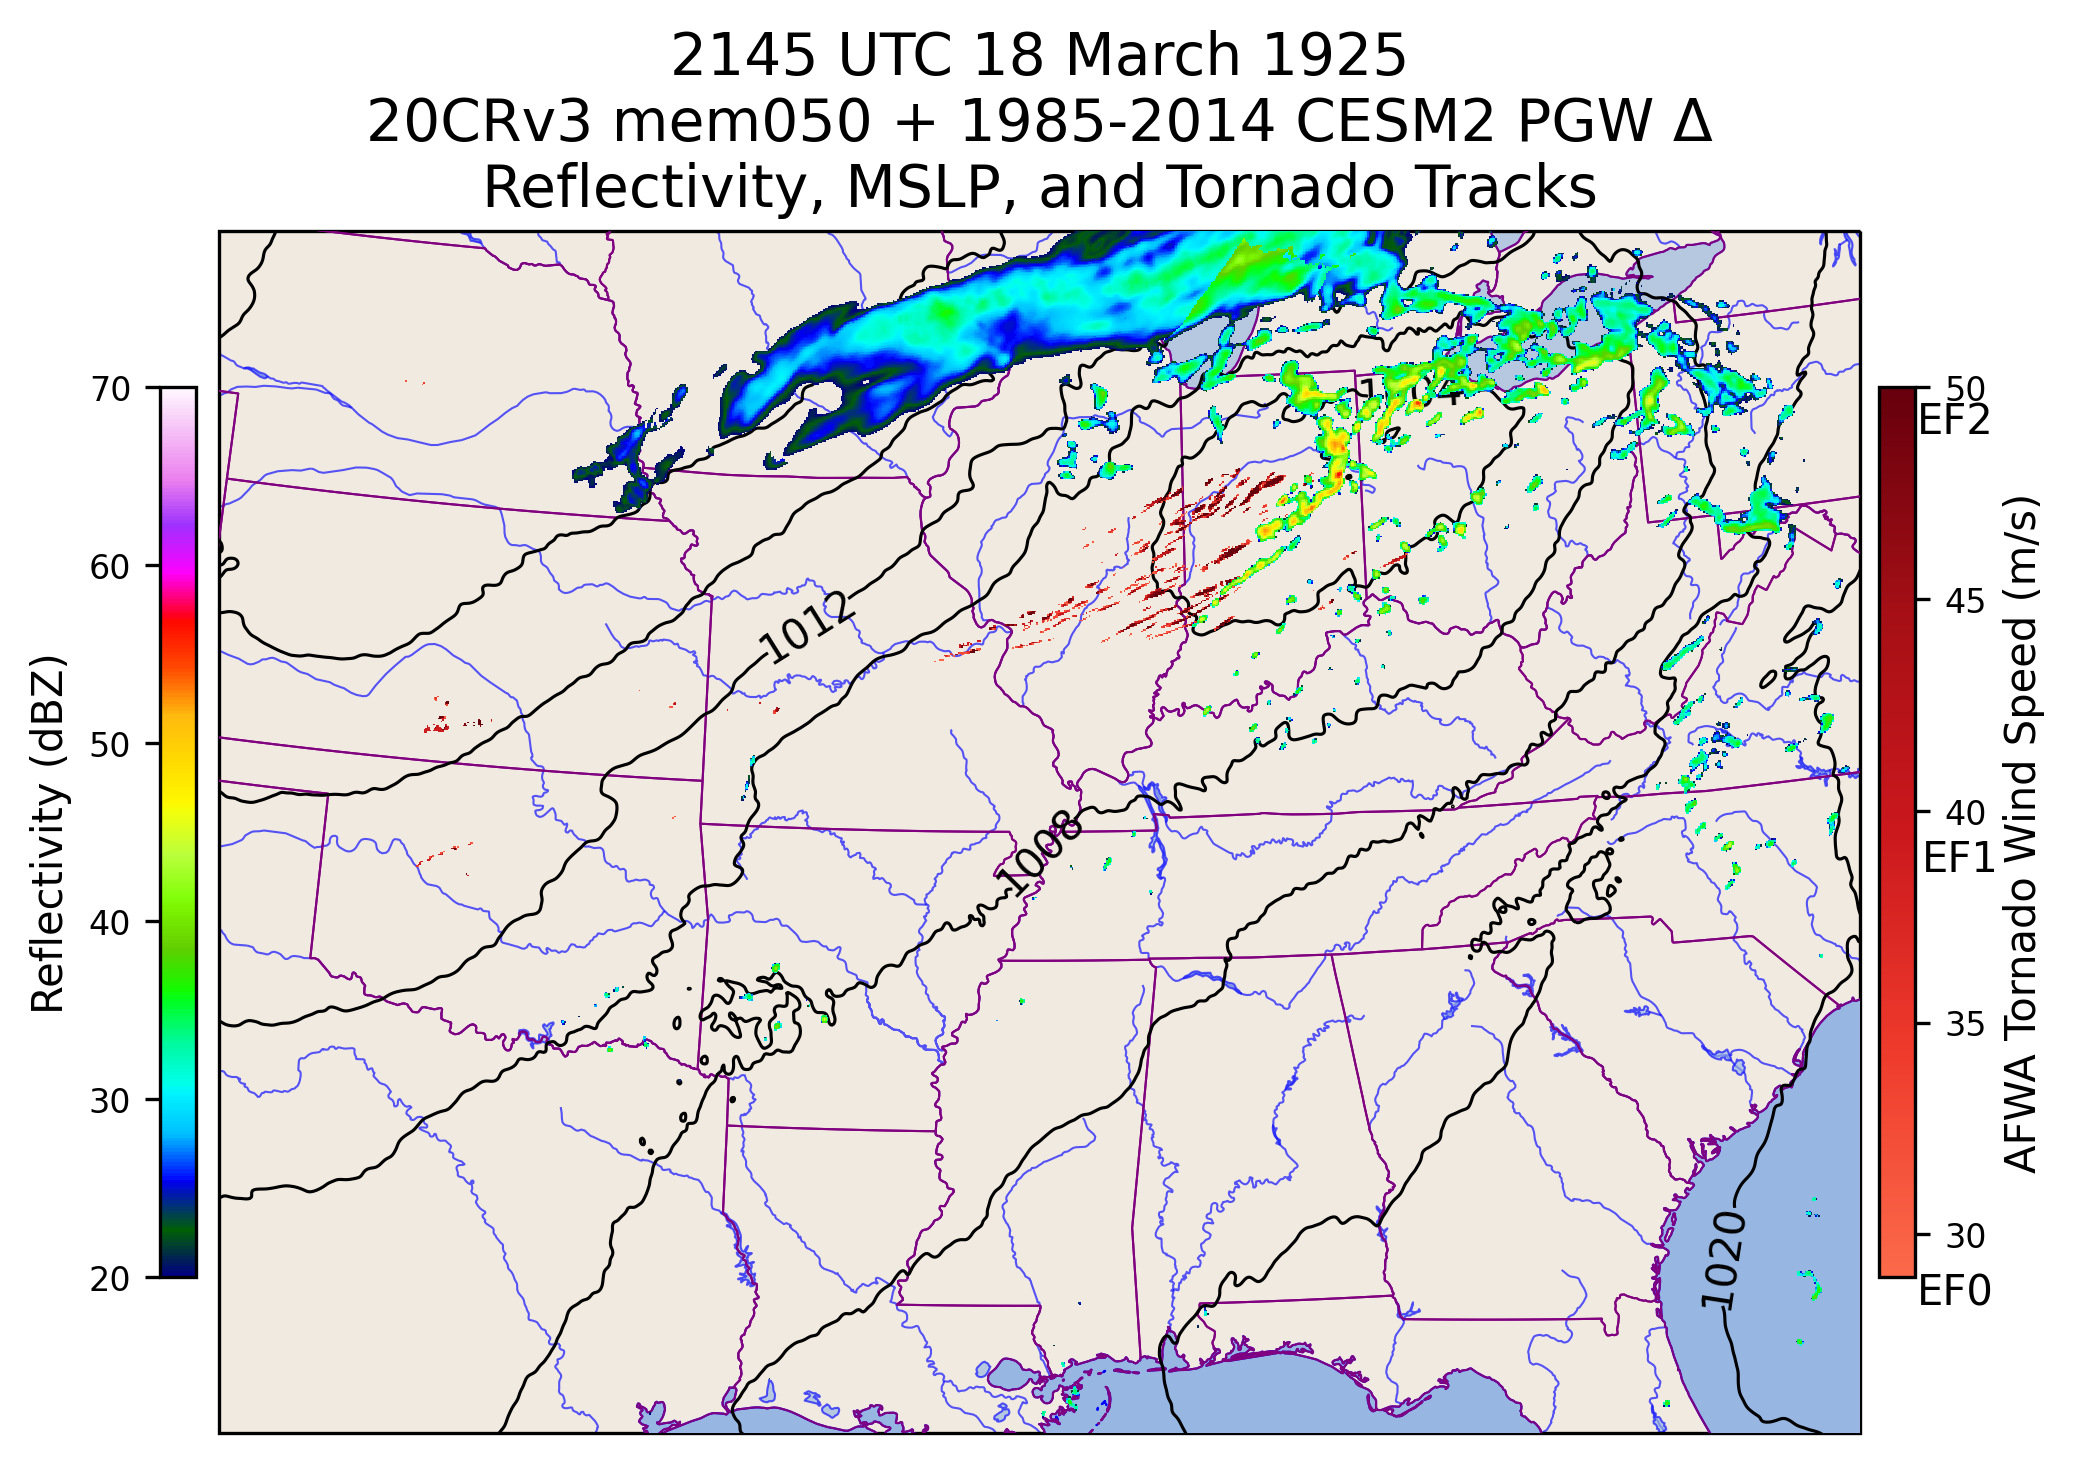 2145 UTC 18 March 1925
20CRv3 mem050 + 1985-2014 CESM2 PGW Δ
Reflectivity, MSLP, and Tornado Tracks
70
60
50
40
30
20
Reflectivity (dBZ)
1012
1008
1020
50
EF2
45
40
EF1
35
30
EF0
AFWA Tornado Wind Speed (m/s)